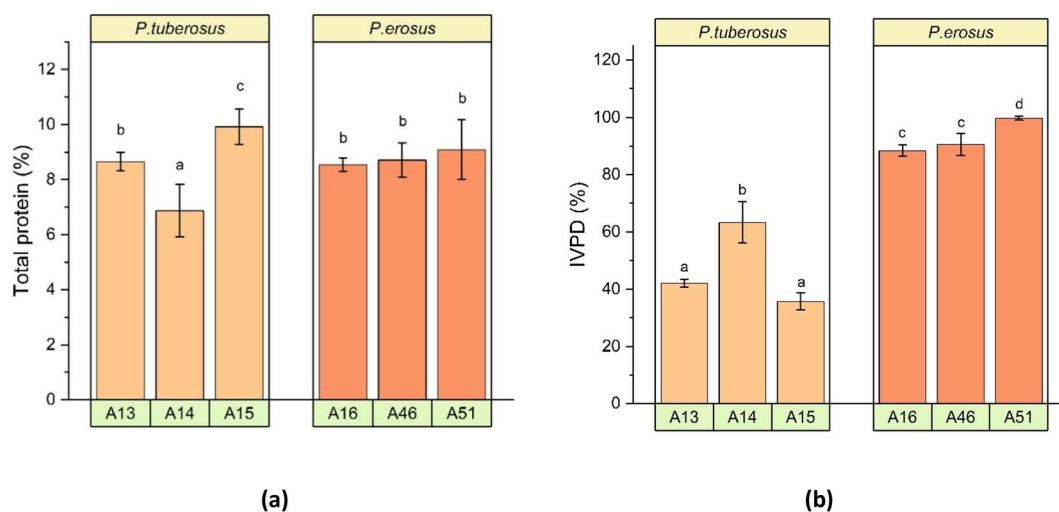 P.tuberosus P.erosus
Total protein (%)
12
10
8
6
4
2
0
b a c b b b
A13 A14 A15 A16 A46 A51
(a)
P.tuberosus P.erosus
IVPD (%)
120
100
80
60
40
20
0
a b a c c d
A13 A14 A15 A16 A46 A51
(b)